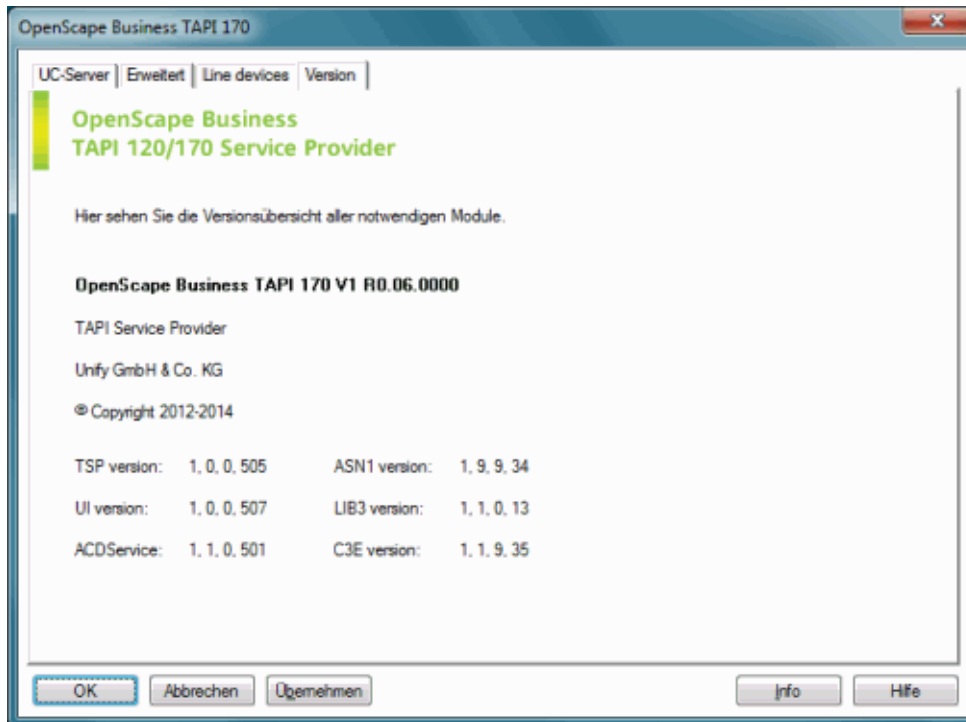 OpenScape Business TAPI 170
UC-Server Erweitert Line devices Version
OpenScape Business
TAPI 120/170 Service Provider
Hier sehen Sie die Versionsübersicht aller notwendigen Module.
OpenScape Business TAPI 170 V1 R0.06.0000
TAPI Service Provider
Unify GmbH & Co. KG
© Copyright 2012-2014
TSP version: 1, 0, 0, 505 ASN1 version: 1, 9, 9, 34
UI version: 1, 0, 0, 507 LIB3 version: 1, 1, 0, 13
ACDService: 1, 1, 0, 501 C3E version: 1, 1, 9, 35
OK Abbrechen Übernehmen Info Hilfe